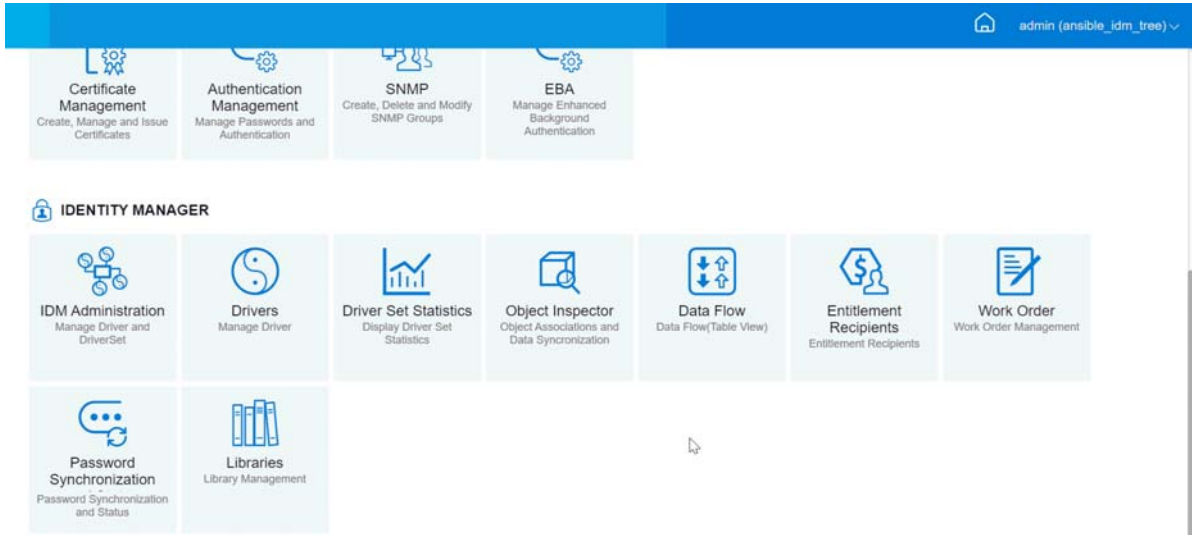 admin (ansible_idm_tree)
Certificate
Management
Create, Manage and Issue
Certificates
Authentication
Management
Manage Passwords and
Authentication
SNMP
Create, Delete and Modify
SNMP Groups
EBA
Manage Enhanced
Background
Authentication
IDENTITY MANAGER
IDM Administration
Manage Driver and
DriverSet
Drivers
Manage Driver
Driver Set Statistics
Display Driver Set
Statistics
Object Inspector
Object Associations and
Data Syncronization
Data Flow
Data Flow(Table View)
Entitlement
Recipients
Entitlement Recipients
Work Order
Work Order Management
Password
Synchronization
Password Synchronization
and Status
Libraries
Library Management